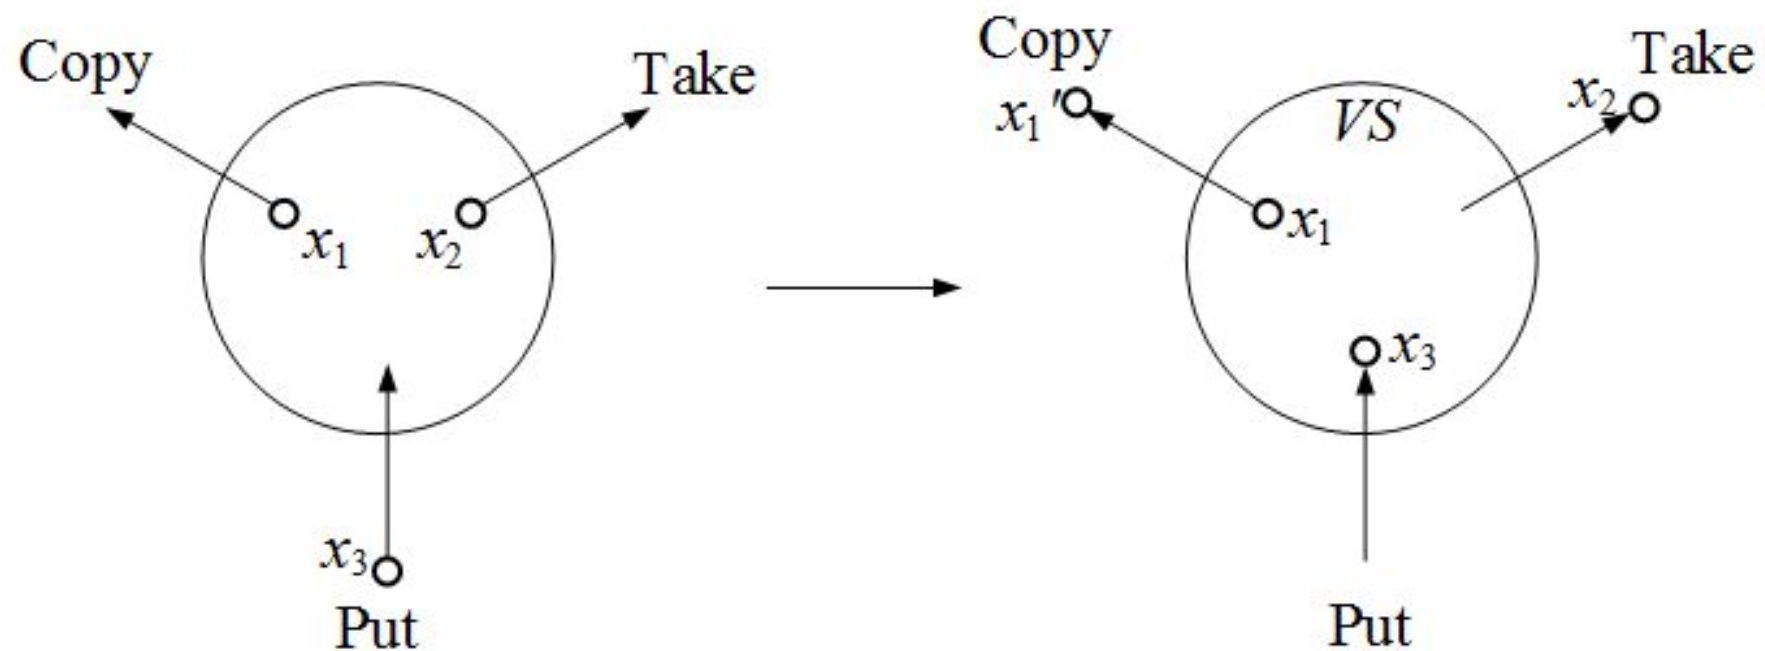 Copy
Take
x₁
x₂
x₃
Put
Copy
Take
x₁'
VS
x₂
x₁
x₃
Put